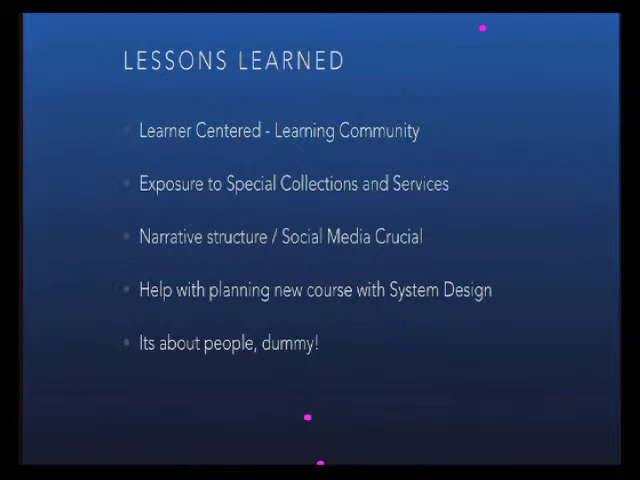 LESSONS LEARNED
Learner Centered - Learning Community
Exposure to Special Collections and Services
Narrative structure / Social Media Crucial
Help with planning new course with System Design
Its about people, dummy!